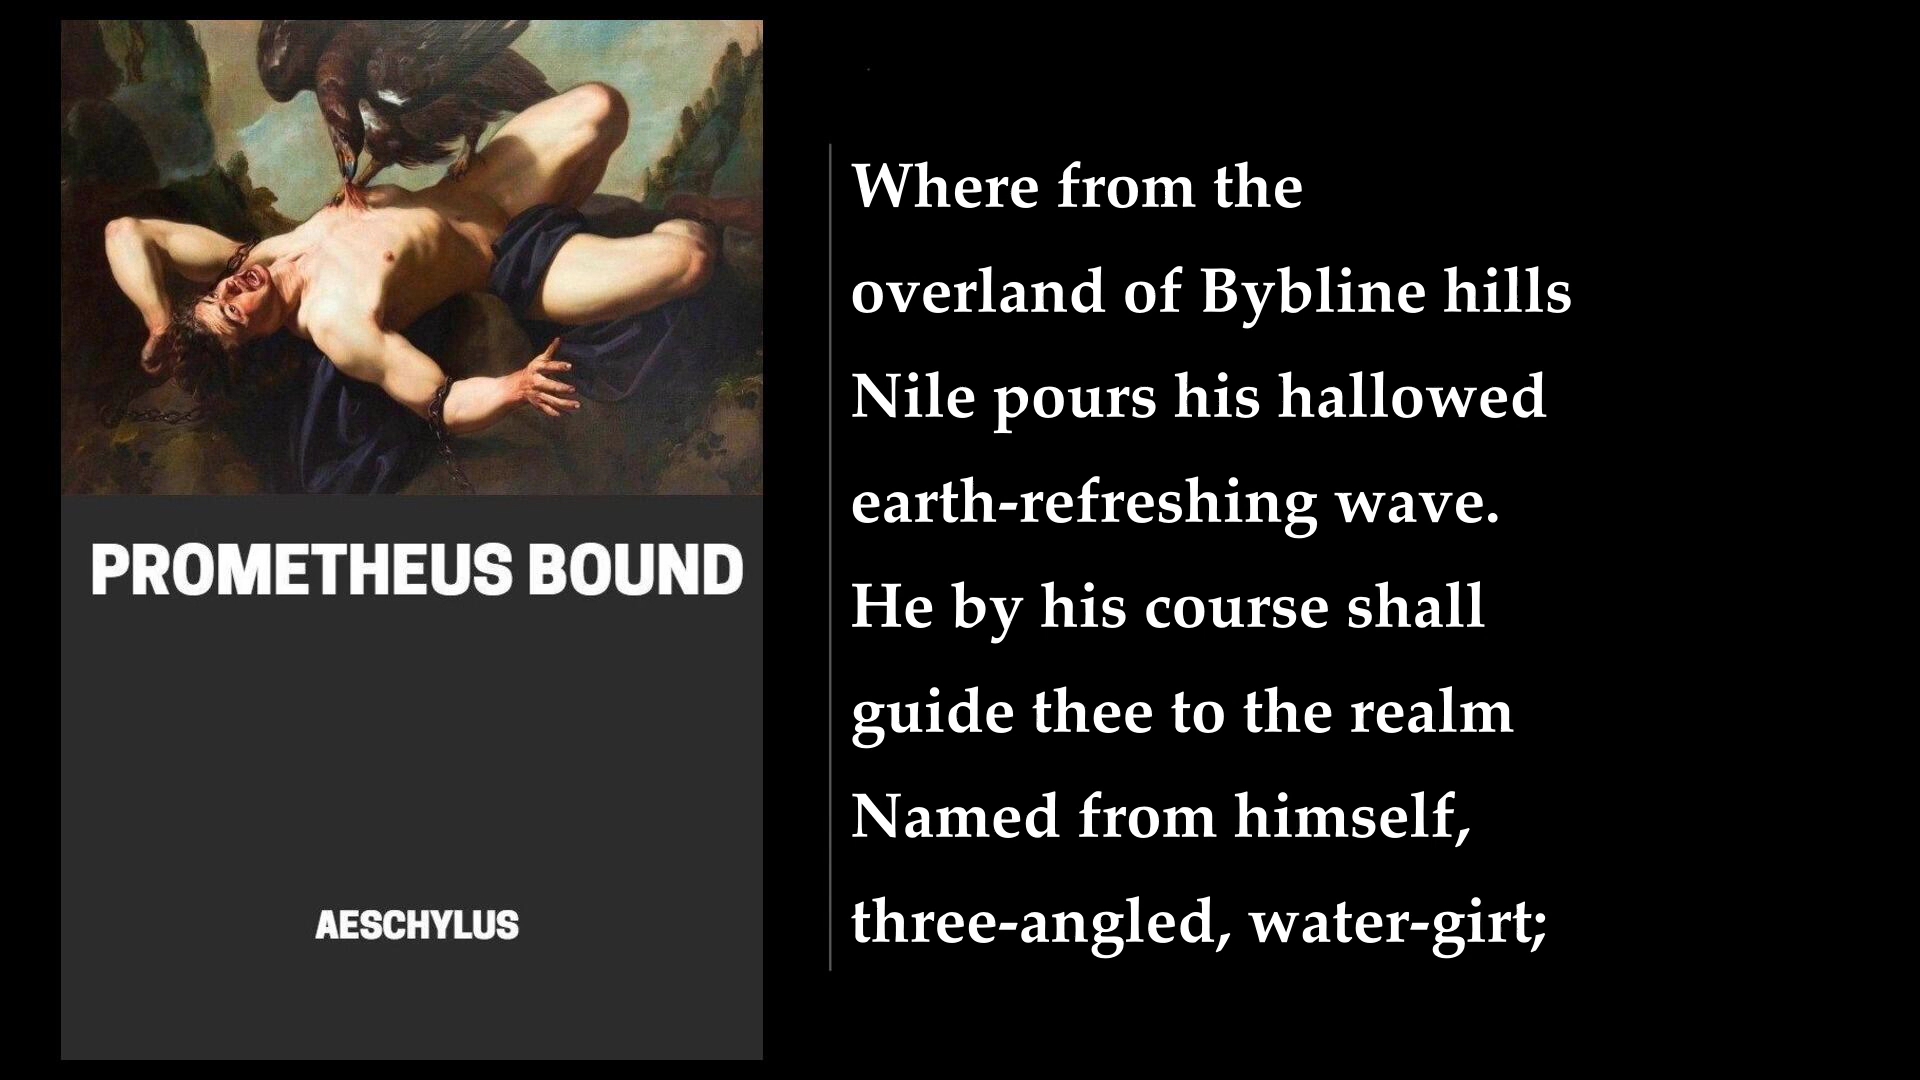 PROMETHEUS BOUND
AESCHYLUS
Where from the
overland of Bybline hills
Nile pours his hallowed
earth-refreshing wave.
He by his course shall
guide thee to the realm
Named from himself,
three-angled, water-girt;